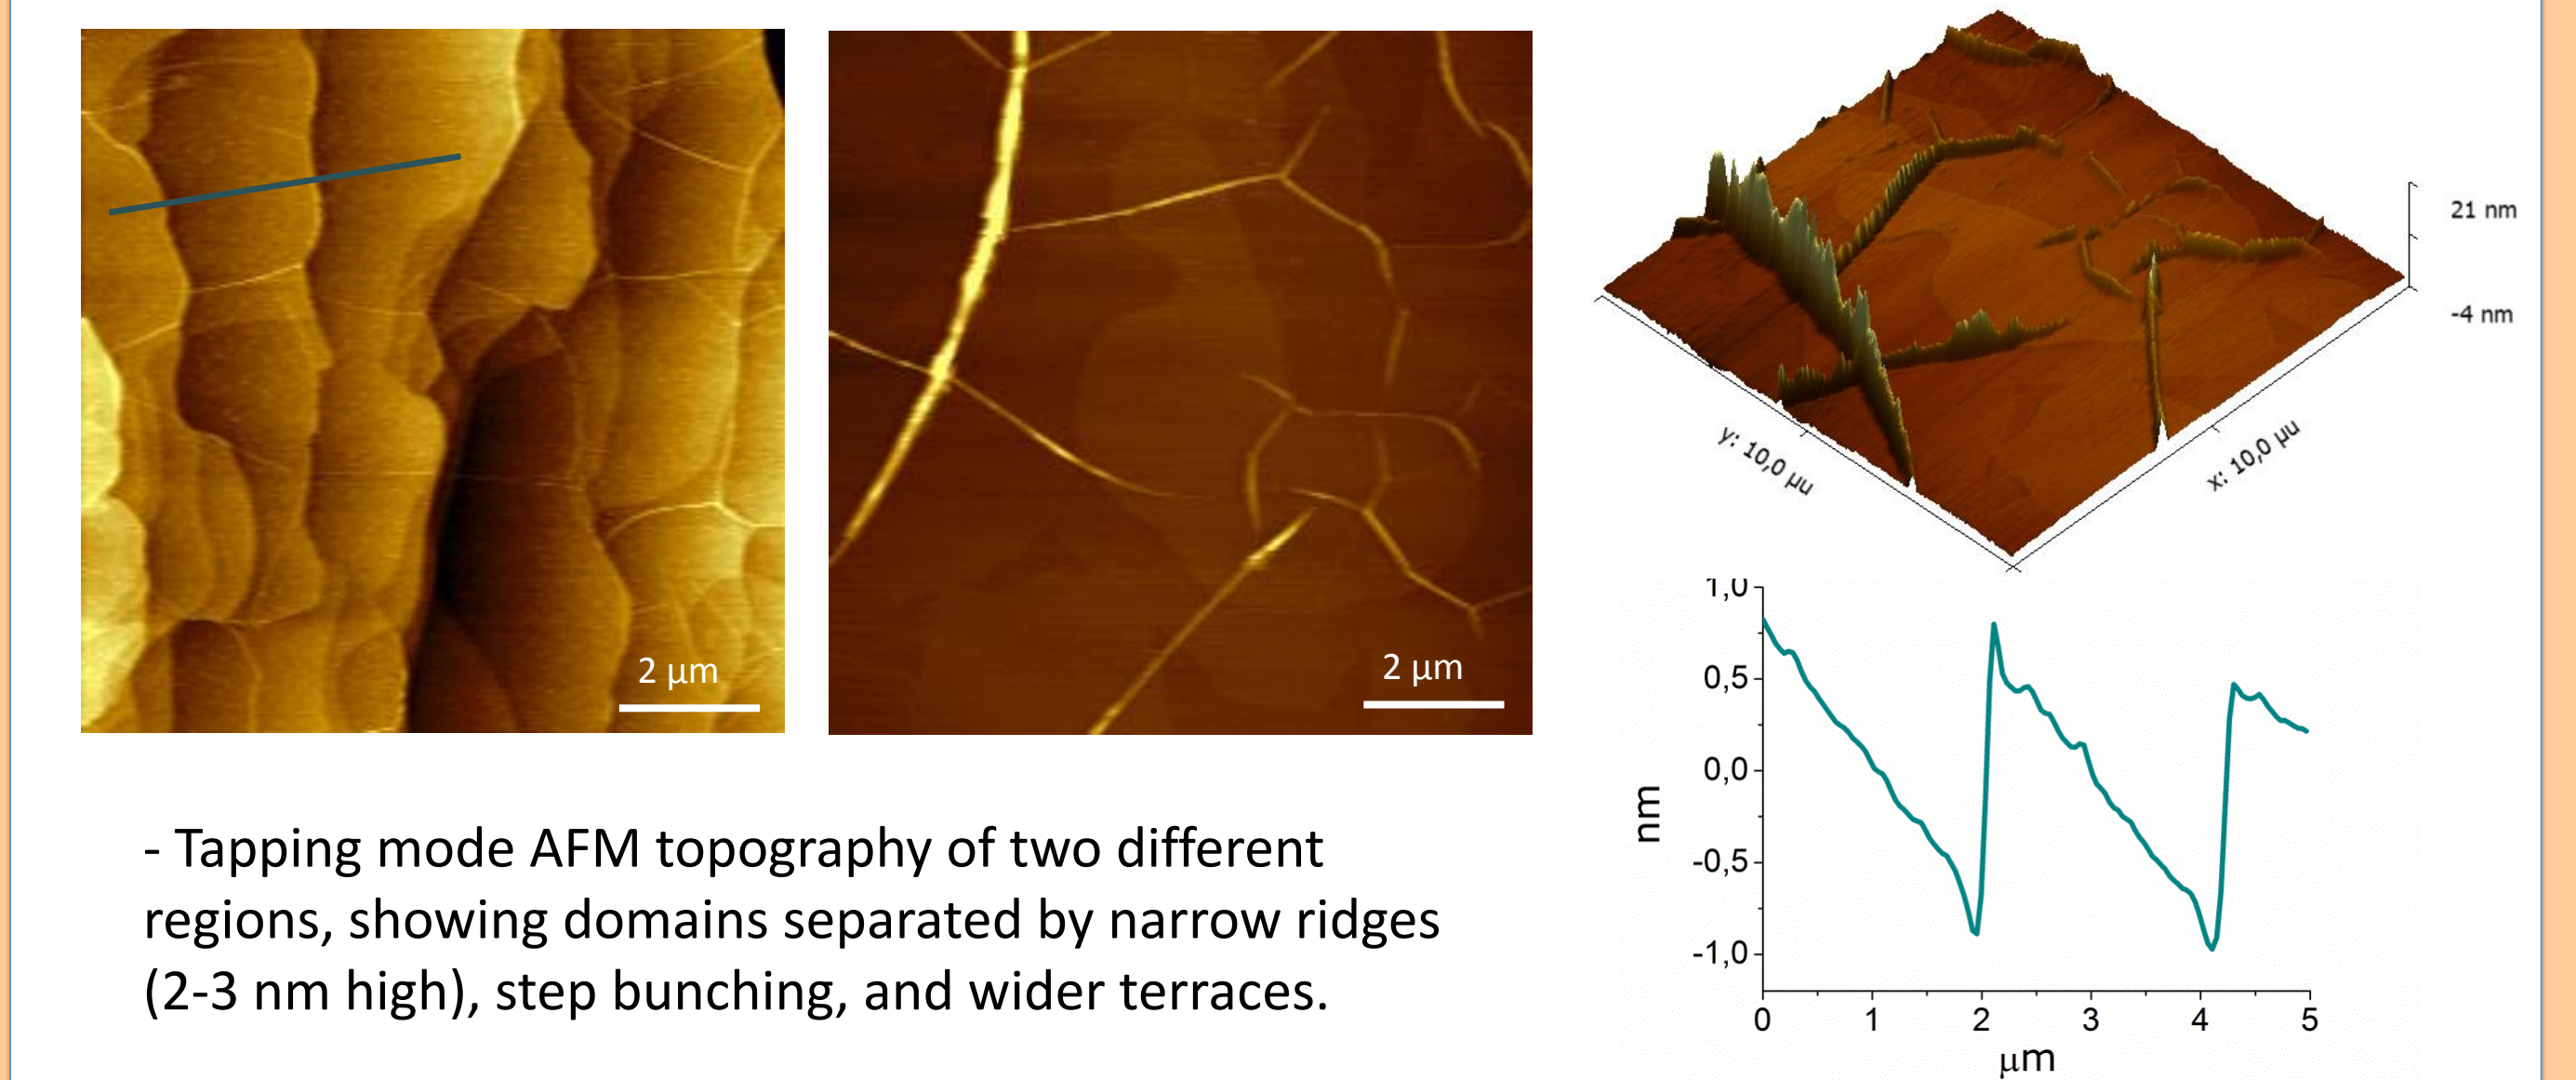 2 μm
2 μm
21 nm
-4 nm
y: 10,0 μu
x: 10,0 μu
- Tapping mode AFM topography of two different
regions, showing domains separated by narrow ridges
(2-3 nm high), step bunching, and wider terraces.
1,0
0,5
0,0
-0,5
-1,0
nm
0 1 2 3 4 5
μm